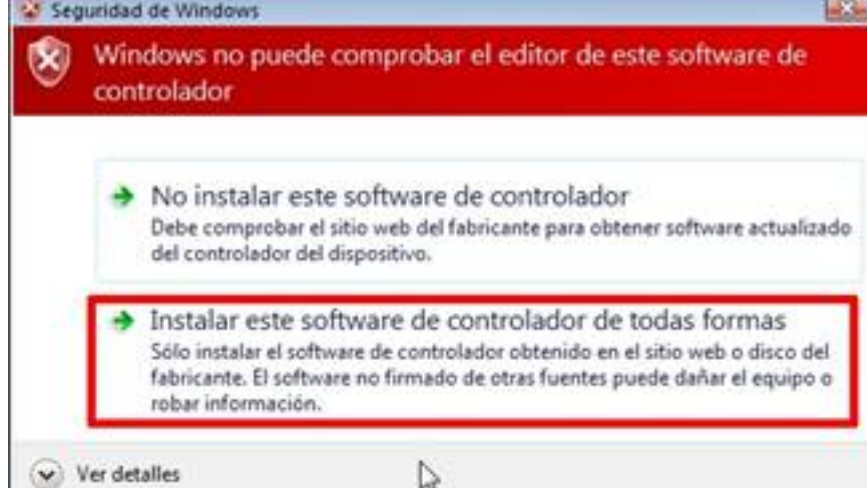 Seguridad de Windows
Windows no puede comprobar el editor de este software de
controlador
No instalar este software de controlador
Debe comprobar el sitio web del fabricante para obtener software actualizado
del controlador del dispositivo.
Instalar este software de controlador de todas formas
Sólo instalar el software de controlador obtenido en el sitio web o disco del
fabricante. El software no firmado de otras fuentes puede dañar el equipo o
robar información.
Ver detalles